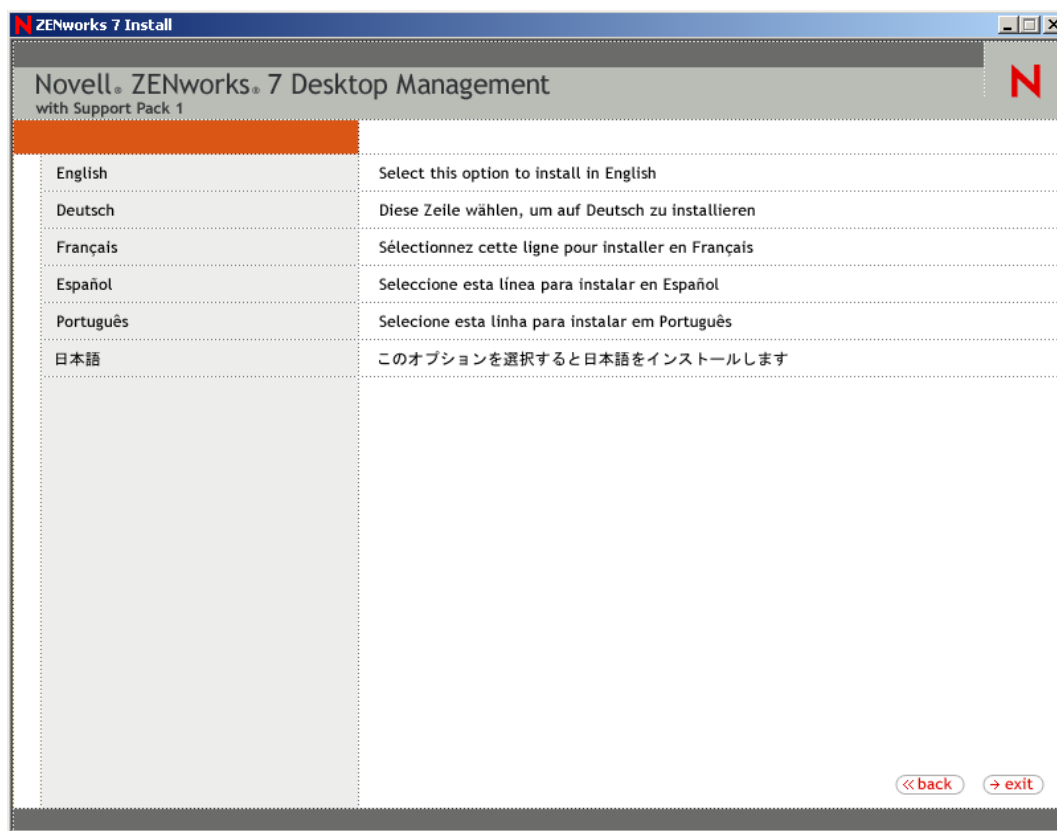 ZENworks 7 Install
Novell® ZENworks® 7 Desktop Management
with Support Pack 1
N
English Select this option to install in English
Deutsch Diese Zeile wählen, um auf Deutsch zu installieren
Français Sélectionnez cette ligne pour installer en Français
Español Seleccione esta línea para instalar en Español
Português Selecione esta linha para instalar em Português
日本語 このオプションを選択すると日本語をインストールします
back exit